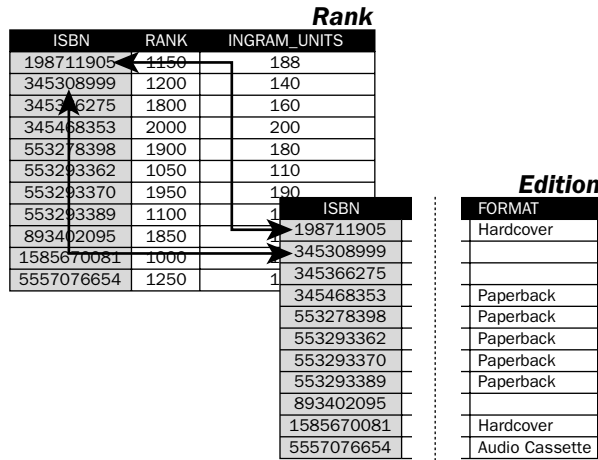 Rank
ISBN RANK INGRAM_UNITS
198711905 1150 188
345308999 1200 140
345366275 1800 160
345468353 2000 200
553278398 1900 180
553293362 1050 110
553293370 1950 190
553293389 1100 1
893402095 1850
1585670081 1000
5557076654 1250 1
Edition
ISBN FORMAT
198711905 Hardcover
345308999
345366275
345468353 Paperback
553278398 Paperback
553293362 Paperback
553293370 Paperback
553293389 Paperback
893402095
1585670081 Hardcover
5557076654 Audio Cassette